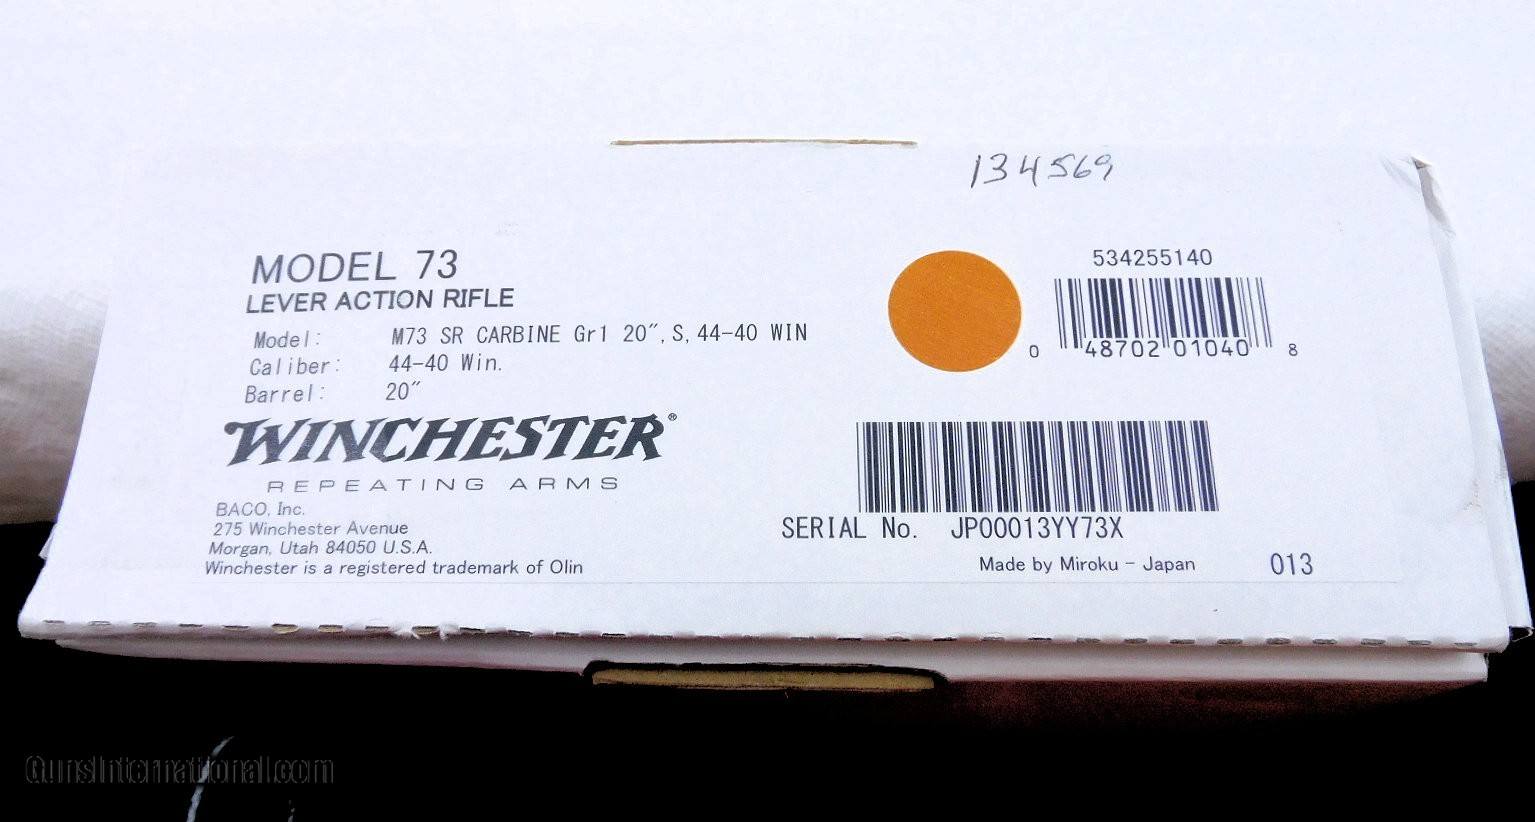 134569
MODEL 73
LEVER ACTION RIFLE
Model: M73 SR CARBINE Gr1 20", S, 44-40 WIN
Caliber: 44-40 Win.
Barrel: 20"
WINCHESTER®
REPEATING ARMS
BACO, Inc.
275 Winchester Avenue
Morgan, Utah 84050 U.S.A.
Winchester is a registered trademark of Olin
534255140
0 48702 01040 8
SERIAL No. JP00013YY73X
Made by Miroku - Japan 013
GunsInternational.com